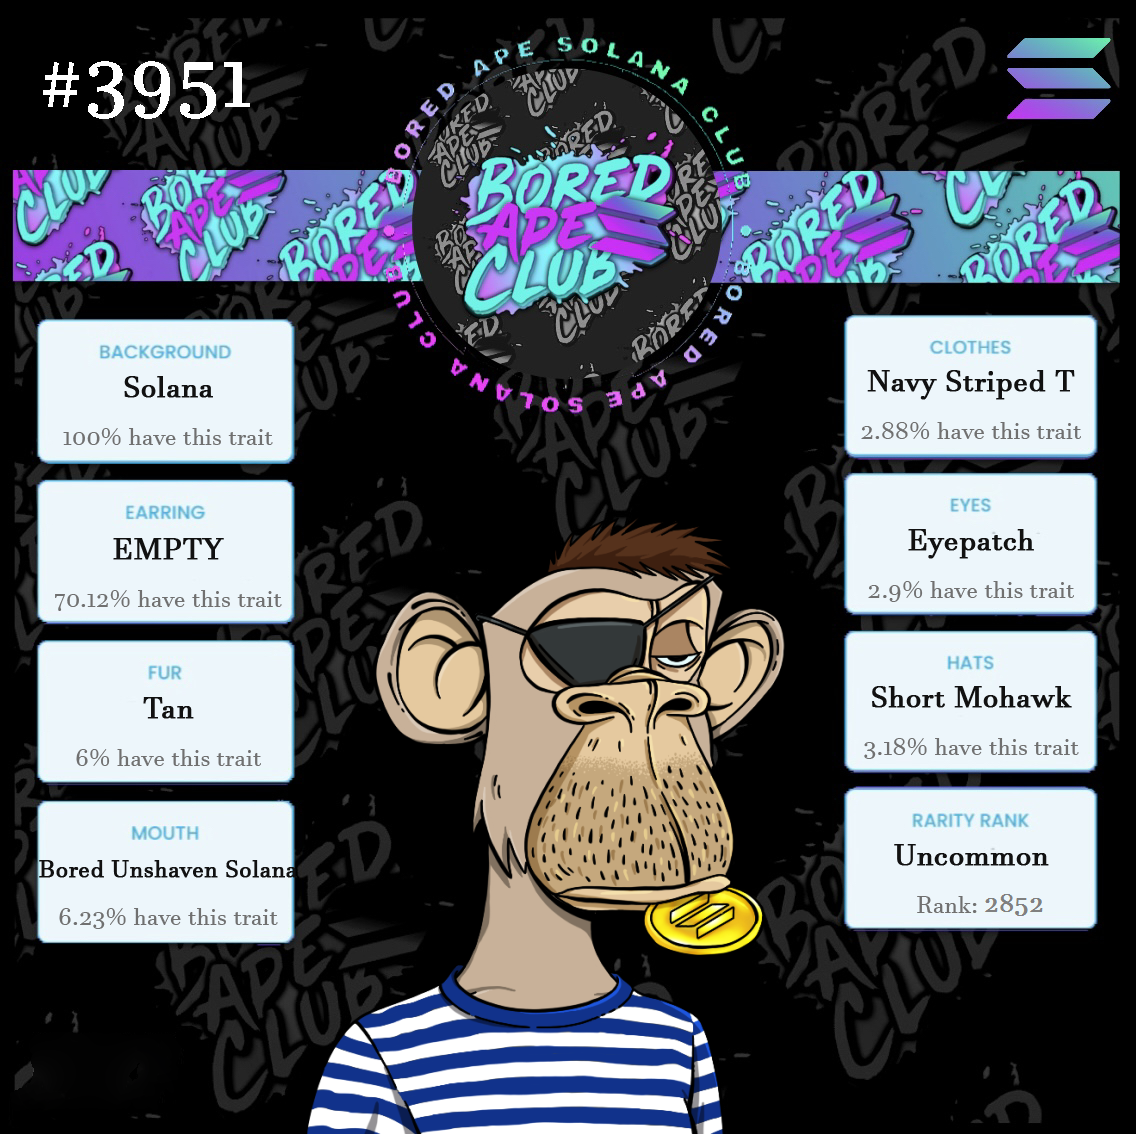 #3951
BORED APE SOLANA CLUB
BORED APE SOLANA CLUB
BORED
APE
CLUB
BACKGROUND
Solana
100% have this trait
EARRING
EMPTY
70.12% have this trait
FUR
Tan
6% have this trait
MOUTH
Bored Unshaven Solana
6.23% have this trait
CLOTHES
Navy Striped T
2.88% have this trait
EYES
Eyepatch
2.9% have this trait
HATS
Short Mohawk
3.18% have this trait
RARITY RANK
Uncommon
Rank: 2852